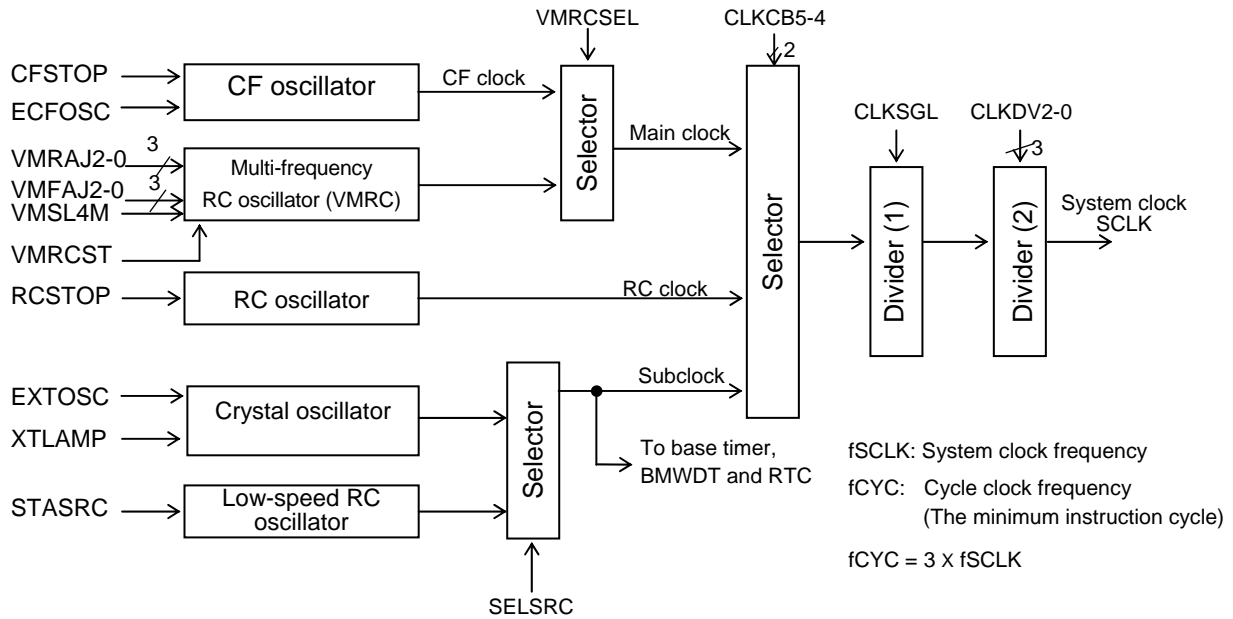 VMRCSEL
CLKCB5-4
2
CFSTOP
ECFOSC
CF oscillator
CF clock
Selector
Main clock
VMRAJ2-0
3
VMFAJ2-0
3
VMSL4M
Multi-frequency
RC oscillator (VMRC)
VMRCST
RCSTOP
RC oscillator
RC clock
Selector
CLKSGL
CLKDV2-0
3
Divider (1)
Divider (2)
System clock
SCLK
EXTOSC
XTLAMP
Crystal oscillator
Selector
Subclock
To base timer,
BMWDT and RTC
STASRC
Low-speed RC
oscillator
SELSRC
fSCLK: System clock frequency
fCYC: Cycle clock frequency
(The minimum instruction cycle)
fCYC = 3 x fSCLK